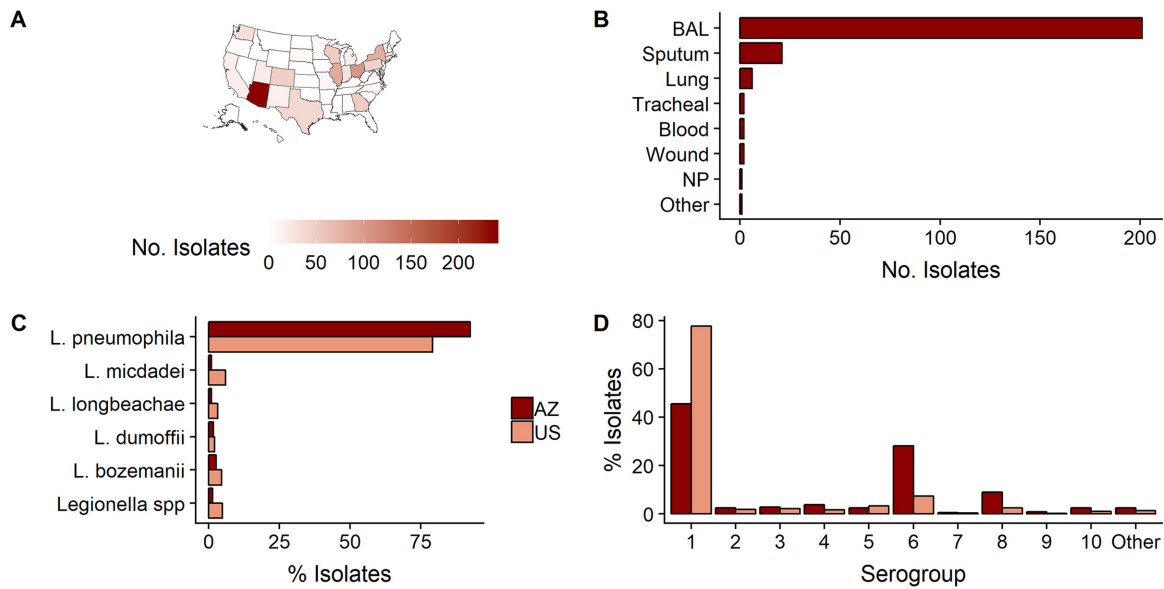 A
No. Isolates
0 50 100 150 200
B
BAL
Sputum
Lung
Tracheal
Blood
Wound
NP
Other
0 50 100 150 200
No. Isolates
C
L. pneumophila
L. micdadei
L. longbeachae
L. dumoffii
L. bozemanii
Legionella spp
0 25 50 75
% Isolates
AZ
US
D
% Isolates
80
60
40
20
0
1 2 3 4 5 6 7 8 9 10 Other
Serogroup